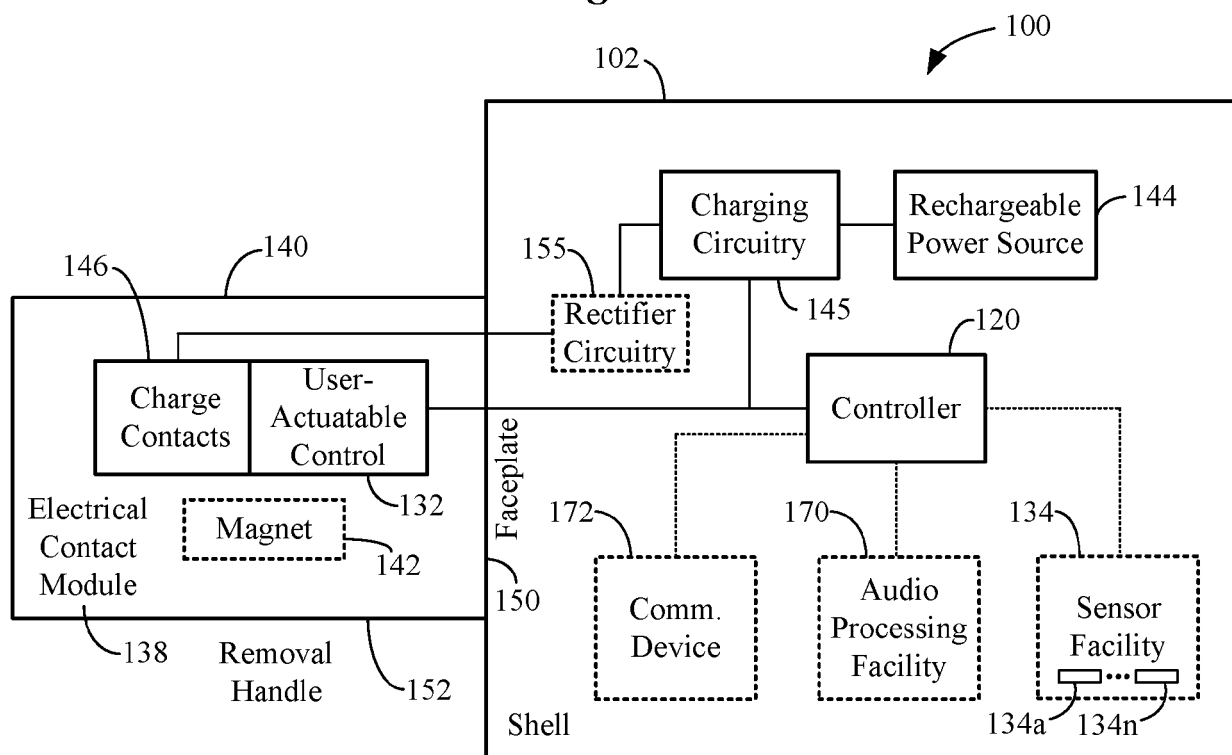 100
102
Charging
Circuitry
Rechargeable
Power Source
144
140
146
155
145
Rectifier
Circuitry
120
Charge
Contacts
User-
Actuatable
Control
Controller
Faceplate
132
Electrical
Contact
Module
Magnet
142
172
170
134
150
Comm.
Device
Audio
Processing
Facility
Sensor
Facility
138
Removal
Handle
152
Shell
134a
134n